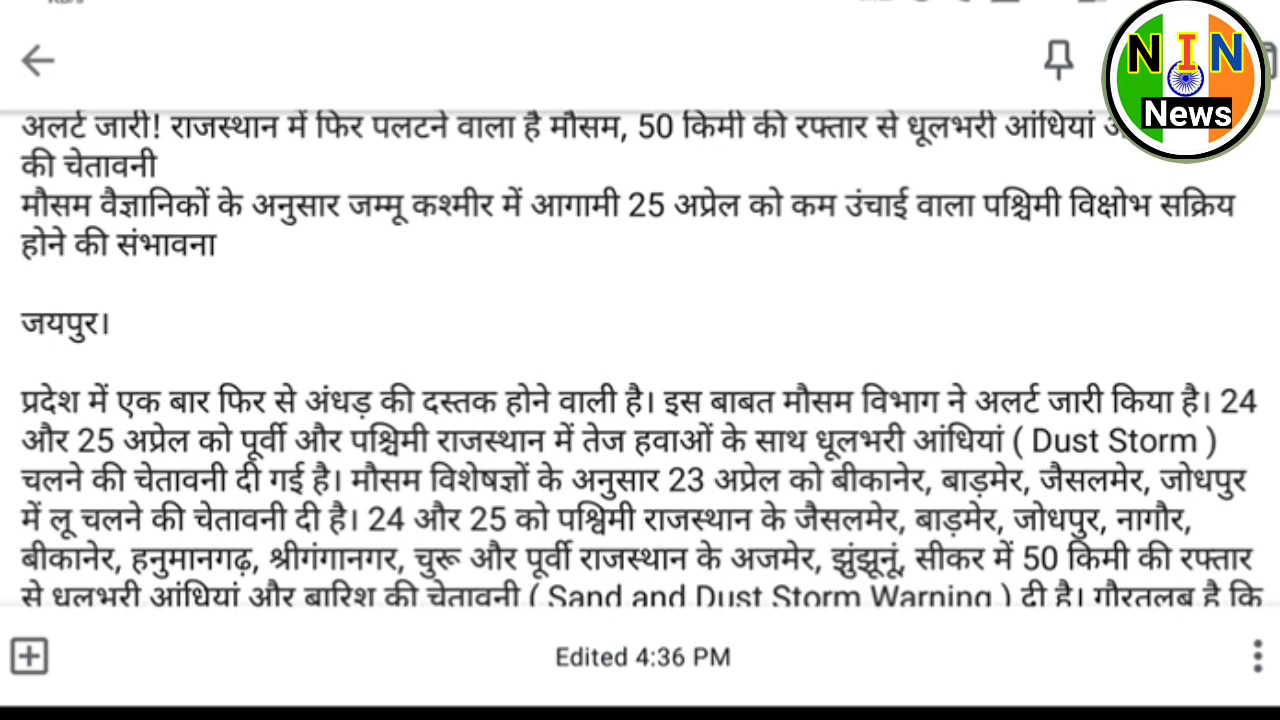 NIN
News
अलर्ट जारी! राजस्थान में फिर पलटने वाला है मौसम, 50 किमी की रफ्तार से धूलभरी आंधियां
की चेतावनी
मौसम वैज्ञानिकों के अनुसार जम्मू कश्मीर में आगामी 25 अप्रेल को कम उंचाई वाला पश्चिमी विक्षोभ सक्रिय
होने की संभावना
जयपुर।
प्रदेश में एक बार फिर से अंधड़ की दस्तक होने वाली है। इस बाबत मौसम विभाग ने अलर्ट जारी किया है। 24
और 25 अप्रेल को पूर्वी और पश्चिमी राजस्थान में तेज हवाओं के साथ धूलभरी आंधियां ( Dust Storm )
चलने की चेतावनी दी गई है। मौसम विशेषज्ञों के अनुसार 23 अप्रेल को बीकानेर, बाड़मेर, जैसलमेर, जोधपुर
में लू चलने की चेतावनी दी है। 24 और 25 को पश्चिमी राजस्थान के जैसलमेर, बाड़मेर, जोधपुर, नागौर,
बीकानेर, हनुमानगढ़, श्रीगंगानगर, चुरू और पूर्वी राजस्थान के अजमेर, झुंझूनूं, सीकर में 50 किमी की रफ्तार
से धूलभरी आंधियां और बारिश की चेतावनी ( Sand and Dust Storm Warning ) दी है। गौरतलब है कि
Edited 4:36 PM